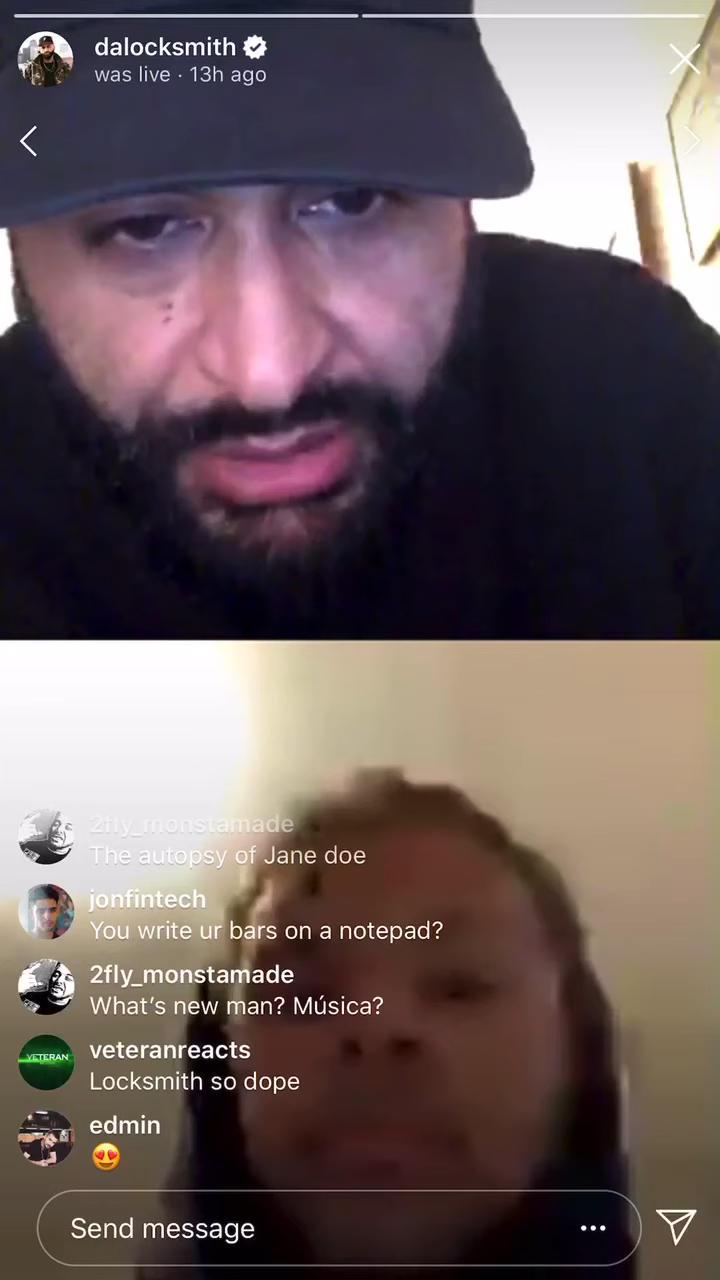 dalocksmith
was live · 13h ago
2fly_monstamade
The autopsy of Jane doe
jonfintech
You write ur bars on a notepad?
2fly_monstamade
What's new man? Música?
VETERAN
veteranreacts
Locksmith so dope
edmin
😍
Send message